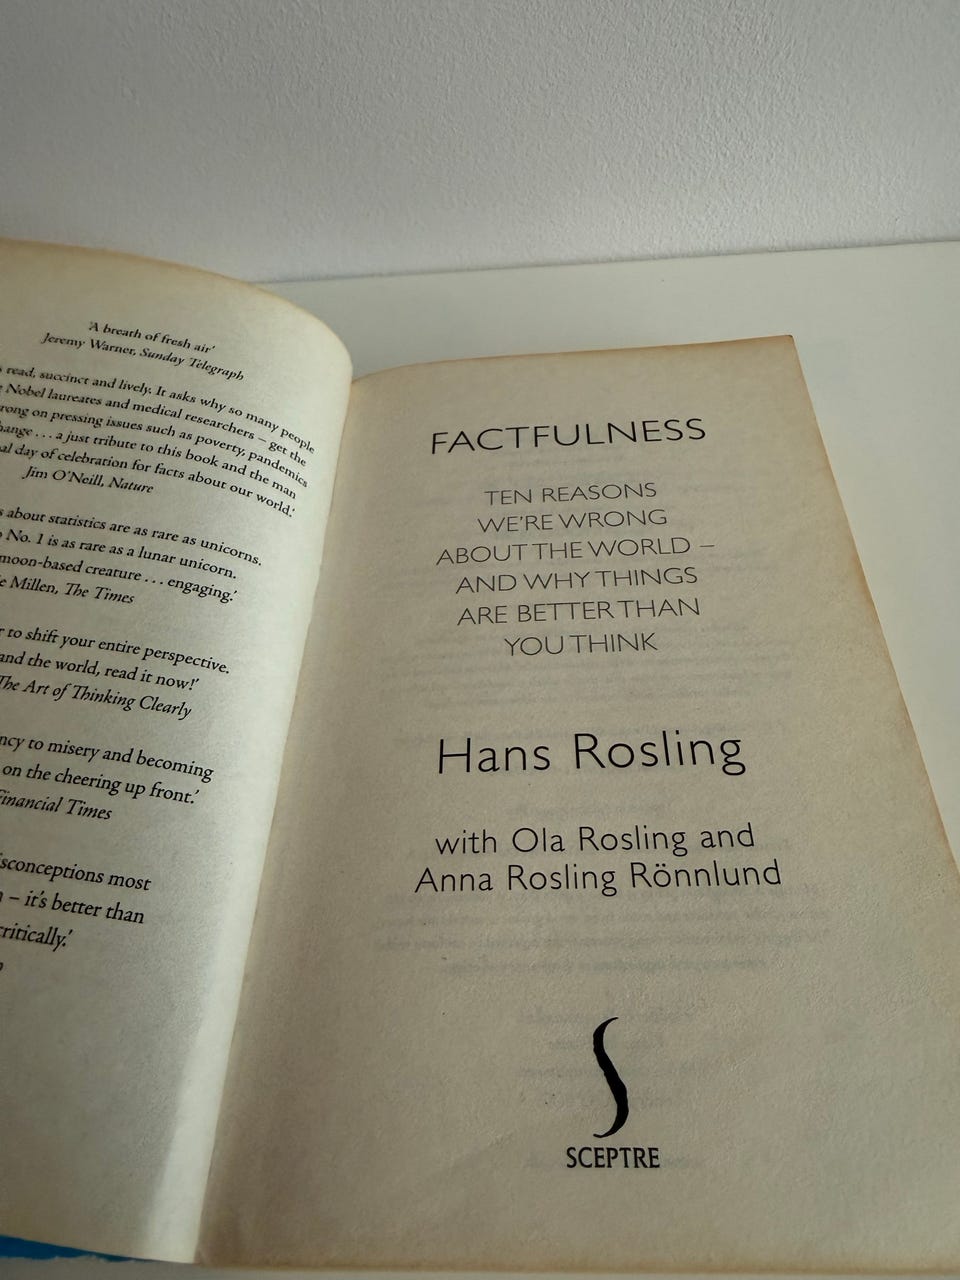 'A breath of fresh air'
Jeremy Warner, Sunday Telegraph
read, succinct and lively. It asks why so many people
Nobel laureates and medical researchers – get the
rong on pressing issues such as poverty, pandemics
hange . . . a just tribute to this book and the man
al day of celebration for facts about our world.'
Jim O'Neill, Nature
s about statistics are as rare as unicorns.
No. 1 is as rare as a lunar unicorn.
moon-based creature . . . engaging.'
e Millen, The Times
r to shift your entire perspective.
and the world, read it now!'
The Art of Thinking Clearly
ncy to misery and becoming
on the cheering up front.'
Financial Times
isconceptions most
– it's better than
critically.'
FACTFULNESS
TEN REASONS
WE'RE WRONG
ABOUT THE WORLD –
AND WHY THINGS
ARE BETTER THAN
YOU THINK
Hans Rosling
with Ola Rosling and
Anna Rosling Rönnlund
SCEPTRE